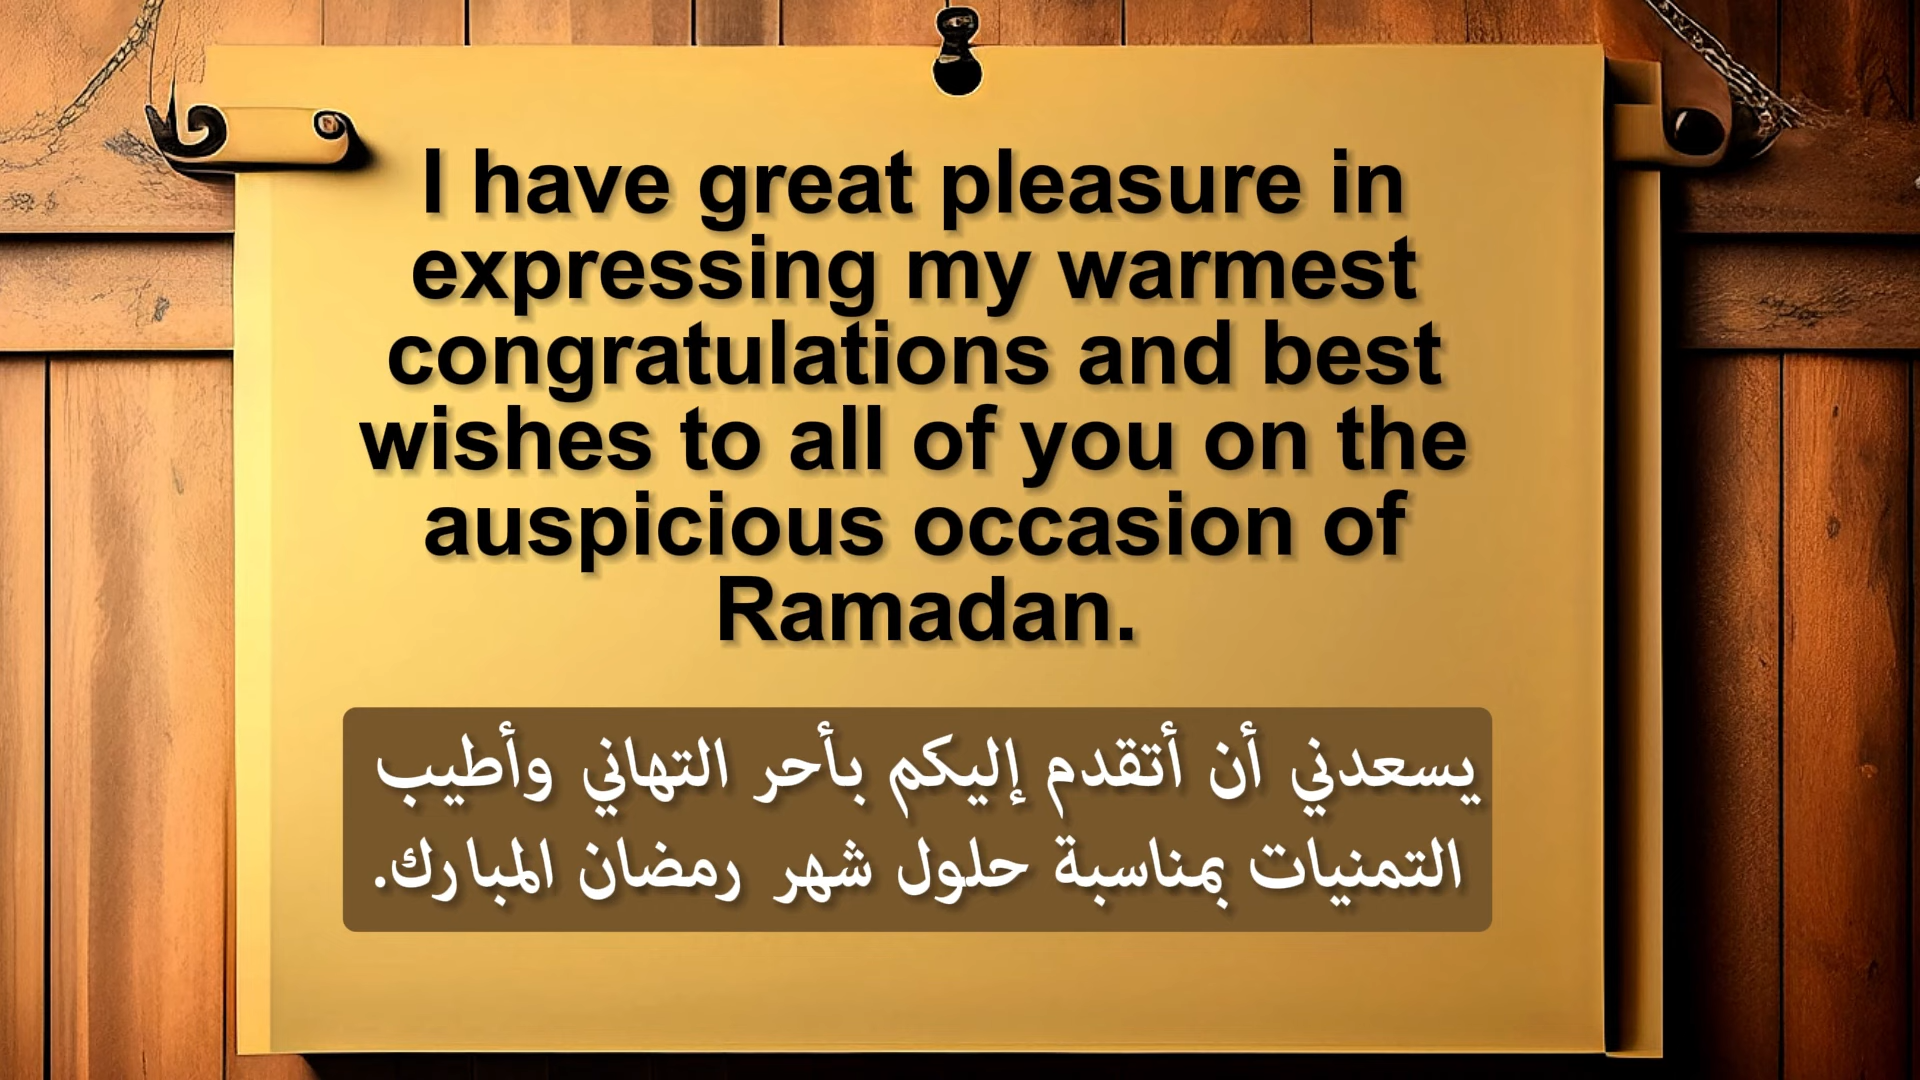 I have great pleasure in
expressing my warmest
congratulations and best
wishes to all of you on the
auspicious occasion of
Ramadan.
يسعدني أن أتقدم إليكم بأحر التهاني وأطيب
التمنيات بمناسبة حلول شهر رمضان المبارك.